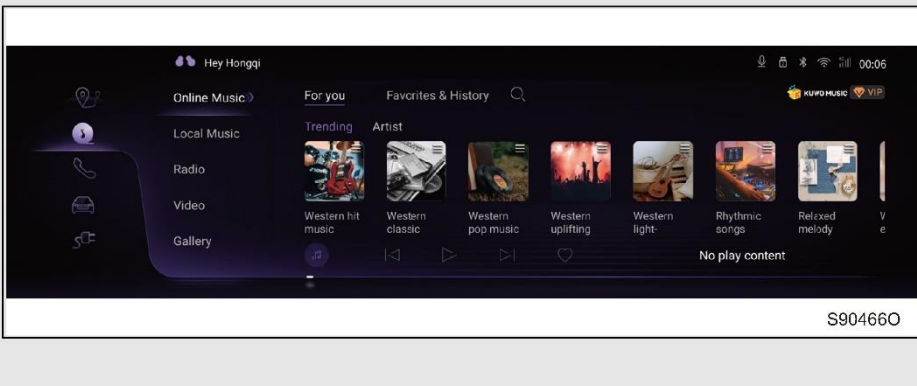 Hey Hongqi
00:06
Online Music
For you
Favorites & History
KUWO MUSIC
VIP
Local Music
Trending
Artist
Radio
Video
Gallery
Western hit
music
Western
classic
Western
pop music
Western
uplifting
Western
light-
Rhythmic
songs
Relaxed
melody
No play content
S90466O